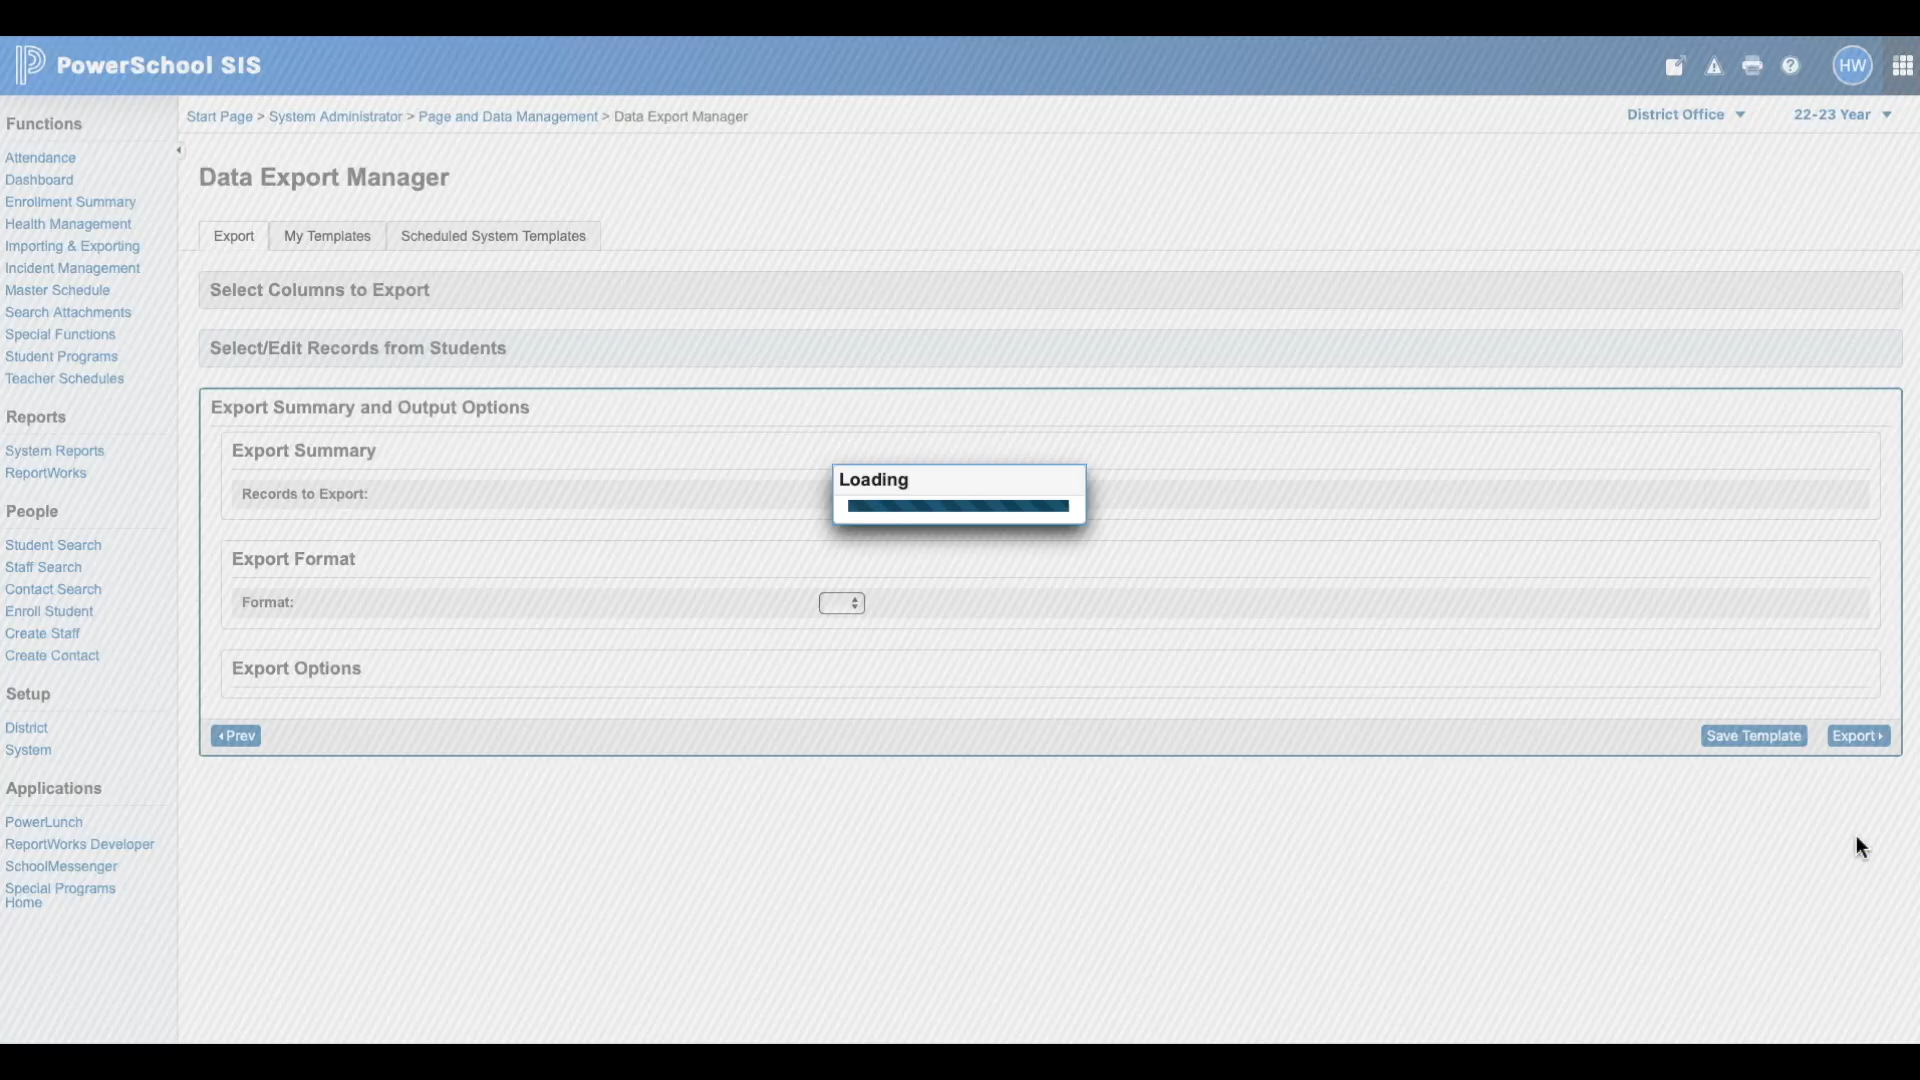 PowerSchool SIS
HW
Start Page > System Administrator > Page and Data Management > Data Export Manager
District Office
22-23 Year
Functions
Attendance
Dashboard
Enrollment Summary
Health Management
Importing & Exporting
Incident Management
Master Schedule
Search Attachments
Special Functions
Student Programs
Teacher Schedules
Reports
System Reports
ReportWorks
People
Student Search
Staff Search
Contact Search
Enroll Student
Create Staff
Create Contact
Setup
District
System
Applications
PowerLunch
ReportWorks Developer
SchoolMessenger
Special Programs
Home
Data Export Manager
Export
My Templates
Scheduled System Templates
Select Columns to Export
Select/Edit Records from Students
Export Summary and Output Options
Export Summary
Records to Export:
Loading
Export Format
Format:
Export Options
Prev
Save Template
Export